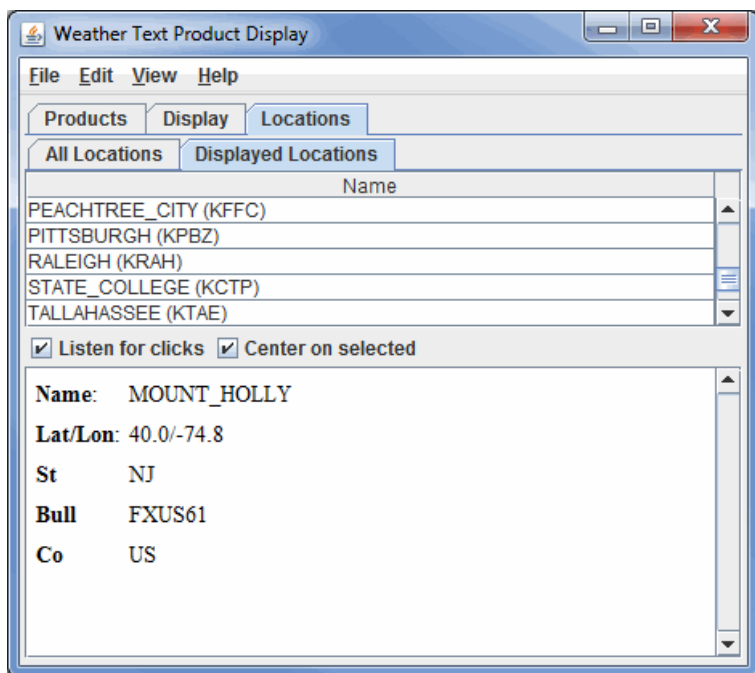 Weather Text Product Display
File Edit View Help
Products Display Locations
All Locations Displayed Locations
Name
PEACHTREE_CITY (KFFC)
PITTSBURGH (KPBZ)
RALEIGH (KRAH)
STATE_COLLEGE (KCTP)
TALLAHASSEE (KTAE)
Listen for clicks Center on selected
Name: MOUNT_HOLLY
Lat/Lon: 40.0/-74.8
St NJ
Bull FXUS61
Co US